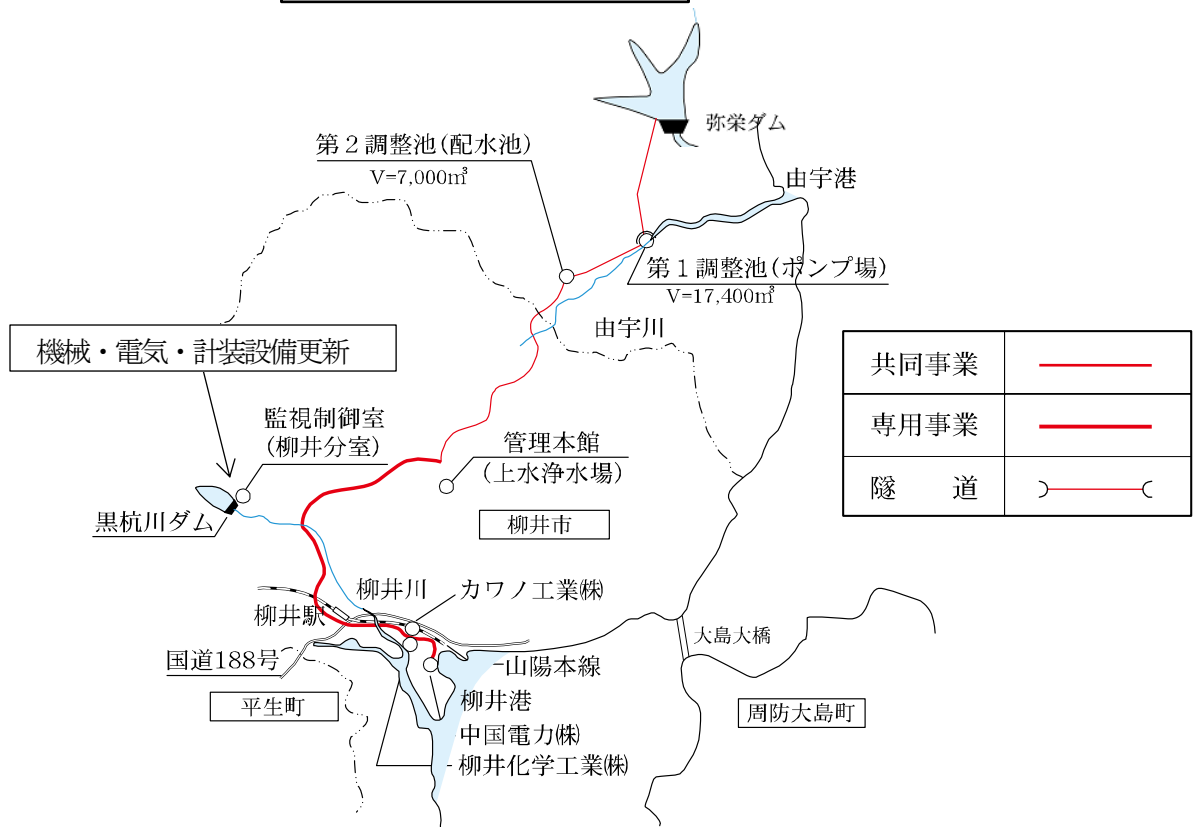 弥栄ダム
第２調整池(配水池)
V=7,000㎥
由宇港
第１調整池(ポンプ場)
V=17,400㎥
由宇川
機械・電気・計装設備更新
共同事業
専用事業
隧　　道
監視制御室
(柳井分室)
管理本館
(上水浄水場)
黒杭川ダム
柳井市
柳井川
カワノ工業㈱
柳井駅
大島大橋
国道188号
山陽本線
平生町
柳井港
周防大島町
中国電力㈱
柳井化学工業㈱